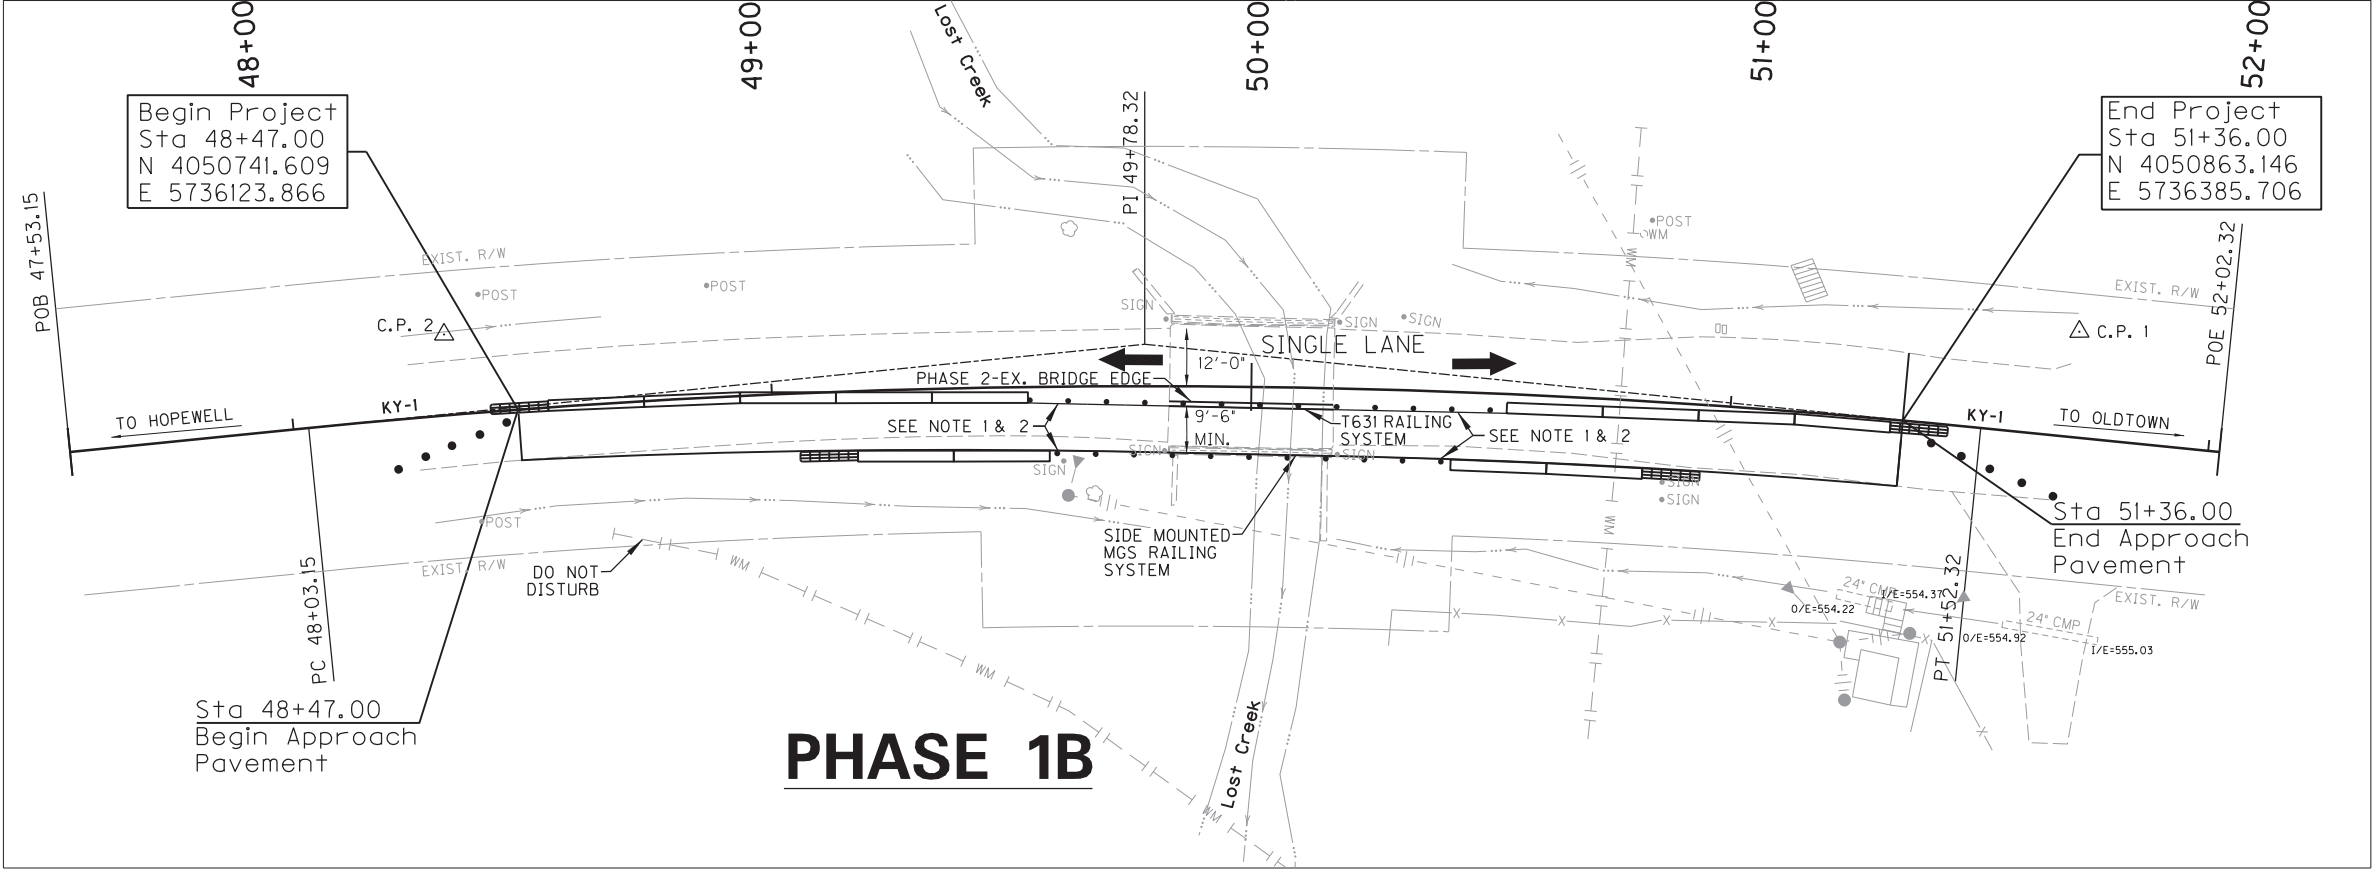 48+00
49+00
50+00
51+00
52+00
Lost Creek
Begin Project
Sta 48+47.00
N 4050741.609
E 5736123.866
PI 49+78.32
End Project
Sta 51+36.00
N 4050863.146
E 5736385.706
POB 47+53.15
EXIST. R/W
POST
POST
C.P. 2
SIGN
SIGN
SIGN
POST
WM
WM
EXIST. R/W
C.P. 1
POE 52+02.32
SINGLE LANE
12'-0"
PHASE 2-EX. BRIDGE EDGE
TO HOPEWELL
KY-1
SEE NOTE 1 & 2
9'-6"
MIN.
T631 RAILING
SYSTEM
SEE NOTE 1 & 2
KY-1
TO OLDTOWN
SIGN
SIGN
SIGN
SIGN
SIGN
POST
SIDE MOUNTED
MGS RAILING
SYSTEM
WM
Sta 51+36.00
End Approach
Pavement
EXIST. R/W
DO NOT
DISTURB
WM
PC 48+03.15
24" CMP
I/E=554.37
O/E=554.22
PT 51+52.32
EXIST. R/W
24" CMP
O/E=554.92
I/E=555.03
WM
Sta 48+47.00
Begin Approach
Pavement
PHASE 1B
Lost Creek
WM